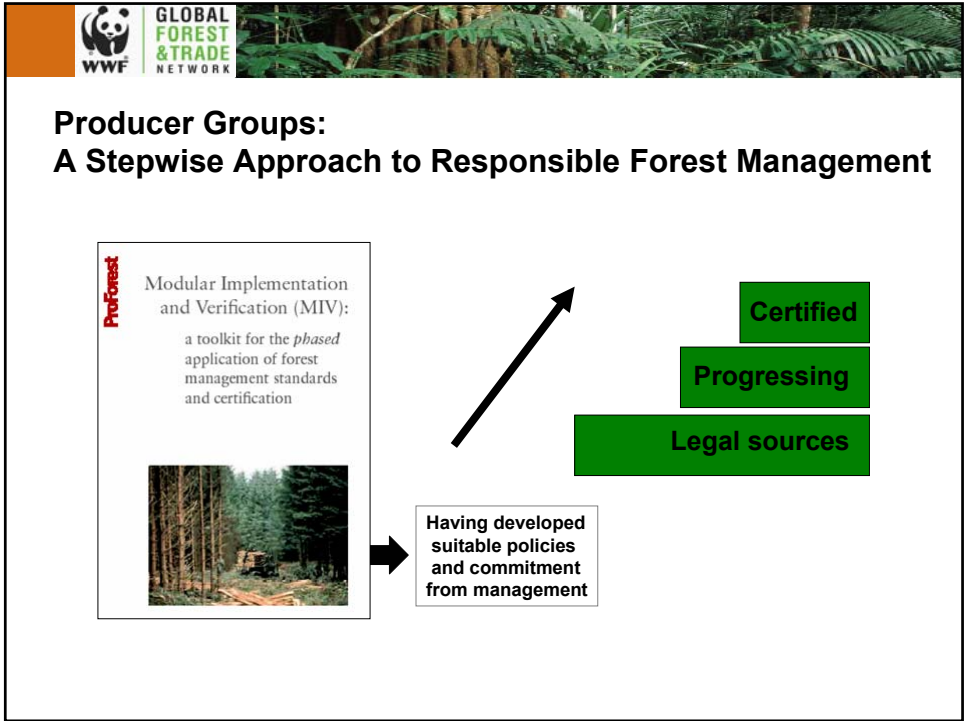 WWF
GLOBAL
FOREST
&TRADE
NETWORK
Producer Groups:
A Stepwise Approach to Responsible Forest Management
ProForest
Modular Implementation
and Verification (MIV):
a toolkit for the phased
application of forest
management standards
and certification
Having developed
suitable policies
and commitment
from management
Certified
Progressing
Legal sources